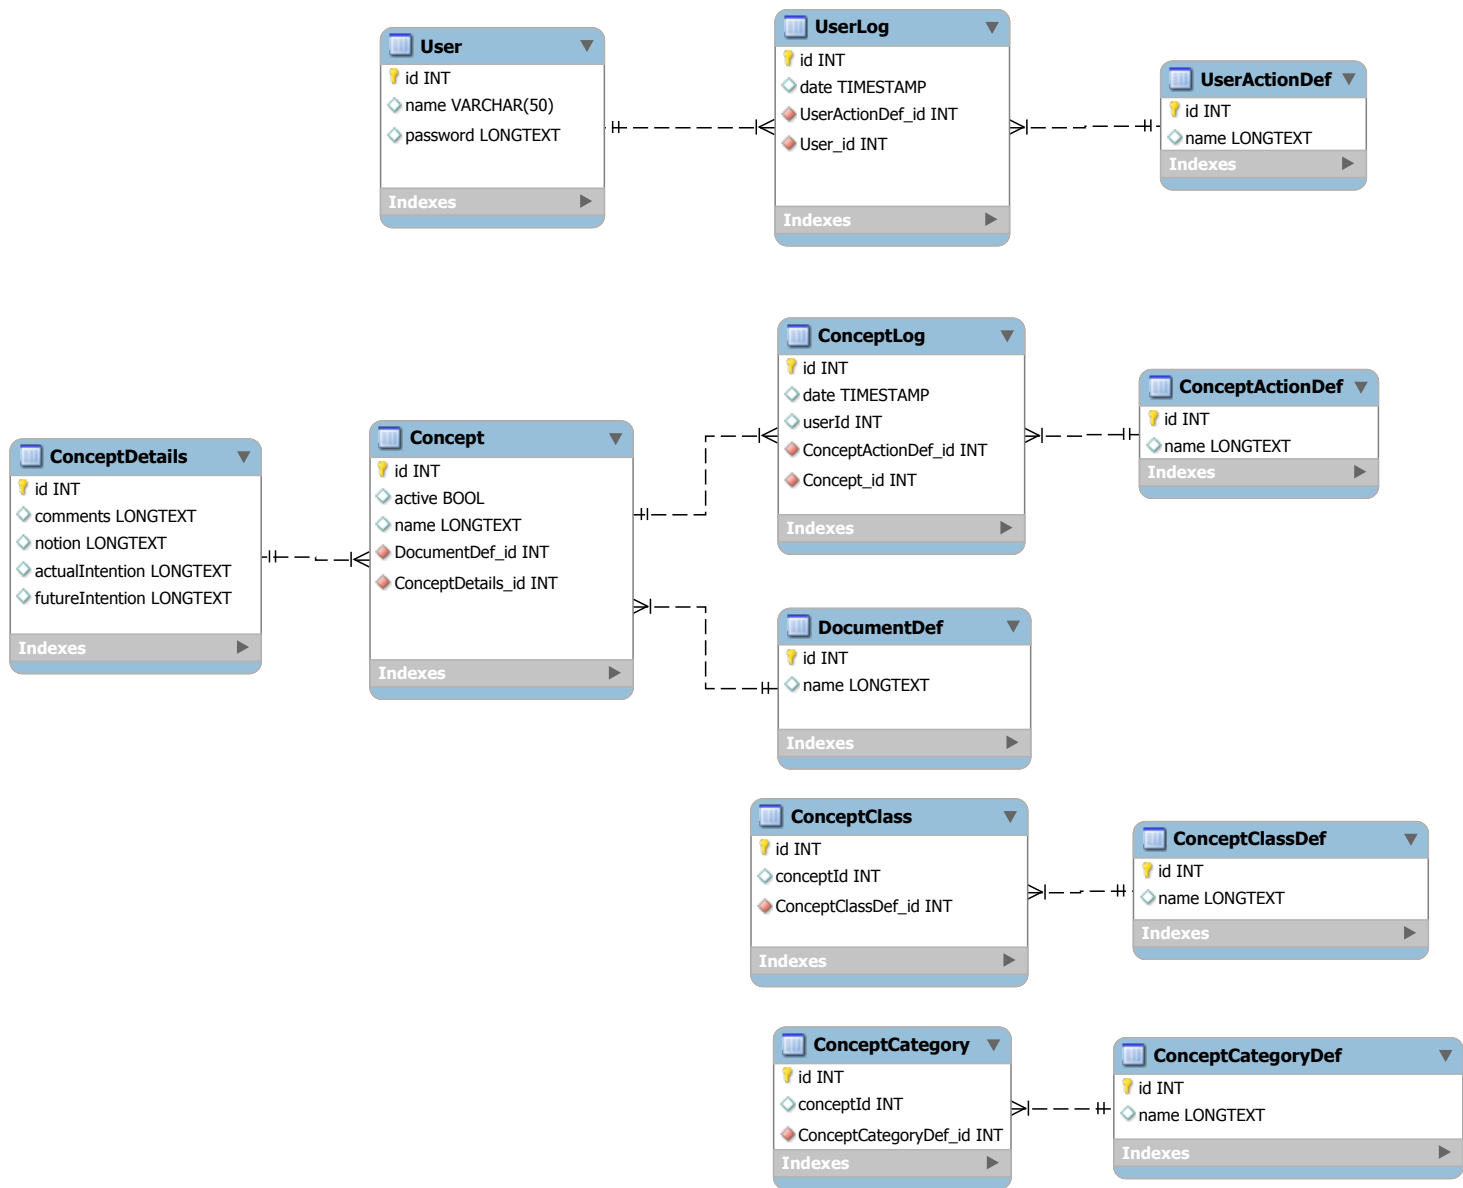 User
id INT
name VARCHAR(50)
password LONGTEXT
Indexes
UserLog
id INT
date TIMESTAMP
UserActionDef_id INT
User_id INT
Indexes
UserActionDef
id INT
name LONGTEXT
Indexes
ConceptDetails
id INT
comments LONGTEXT
notion LONGTEXT
actualIntention LONGTEXT
futureIntention LONGTEXT
Indexes
Concept
id INT
active BOOL
name LONGTEXT
DocumentDef_id INT
ConceptDetails_id INT
Indexes
ConceptLog
id INT
date TIMESTAMP
userId INT
ConceptActionDef_id INT
Concept_id INT
Indexes
ConceptActionDef
id INT
name LONGTEXT
Indexes
DocumentDef
id INT
name LONGTEXT
Indexes
ConceptClass
id INT
conceptId INT
ConceptClassDef_id INT
Indexes
ConceptClassDef
id INT
name LONGTEXT
Indexes
ConceptCategory
id INT
conceptId INT
ConceptCategoryDef_id INT
Indexes
ConceptCategoryDef
id INT
name LONGTEXT
Indexes